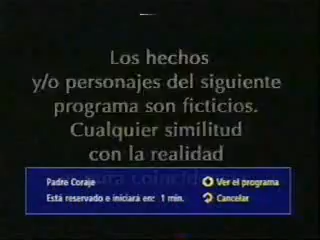 Los hechos
y/o personajes del siguiente
programa son ficticios.
Cualquier similitud
con la realidad
Padre Coraje
Ver el programa
Está reservado e iniciará en: 1 min.
Cancelar